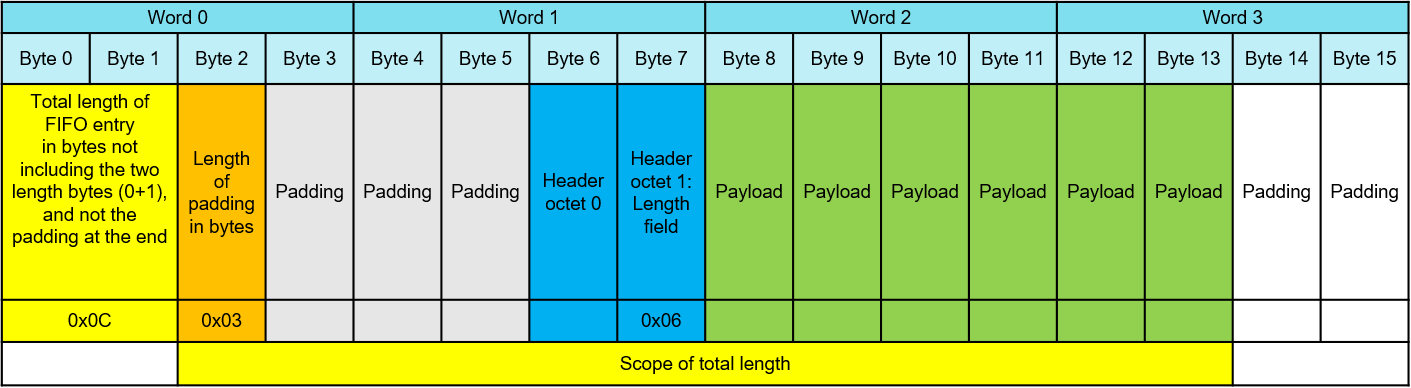 Word 0 Word 1 Word 2 Word 3
Byte 0 Byte 1 Byte 2 Byte 3 Byte 4 Byte 5 Byte 6 Byte 7 Byte 8 Byte 9 Byte 10 Byte 11 Byte 12 Byte 13 Byte 14 Byte 15
Total length of
FIFO entry
in bytes not
including the two
length bytes (0+1),
and not the
padding at the end
Length
of
padding
in bytes
Padding
Padding
Padding
Header
octet 0
Header
octet 1:
Length
field
Payload
Payload
Payload
Payload
Payload
Payload
Padding
Padding
0x0C 0x03 0x06
Scope of total length